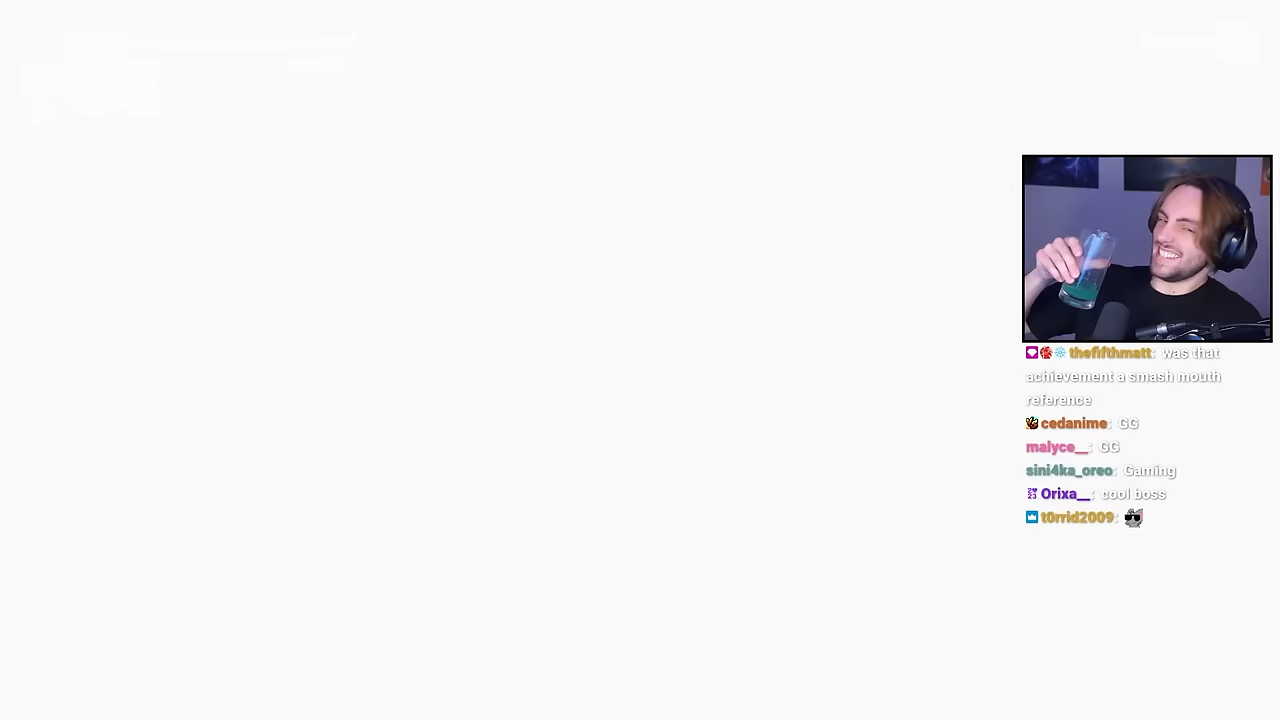 thefifthmatt: was that
achievement a smash mouth
reference
cedanime: GG
malyce__: GG
sini4ka_oreo: Gaming
Orixa__: cool boss
t0rrid2009: